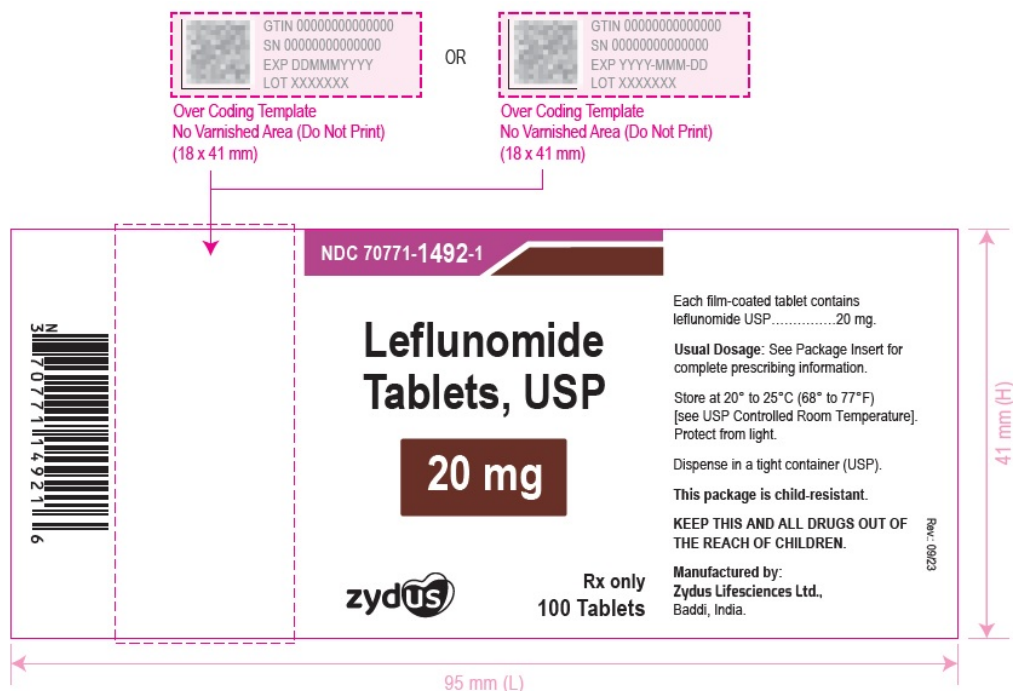 GTIN 00000000000000
SN 00000000000000
EXP DDMMMYYYY
LOT XXXXXXX
OR
GTIN 00000000000000
SN 00000000000000
EXP YYYY-MMM-DD
LOT XXXXXXX
Over Coding Template
No Varnished Area (Do Not Print)
(18 x 41 mm)
Over Coding Template
No Varnished Area (Do Not Print)
(18 x 41 mm)
N
3 70771 14921 6
NDC 70771-1492-1
Leflunomide
Tablets, USP
20 mg
zydus
Rx only
100 Tablets
Each film-coated tablet contains
leflunomide USP...............20 mg.
Usual Dosage: See Package Insert for
complete prescribing information.
Store at 20° to 25°C (68° to 77°F)
[see USP Controlled Room Temperature].
Protect from light.
Dispense in a tight container (USP).
This package is child-resistant.
KEEP THIS AND ALL DRUGS OUT OF
THE REACH OF CHILDREN.
Manufactured by:
Zydus Lifesciences Ltd.,
Baddi, India.
Rev.: 09/23
41 mm (H)
95 mm (L)